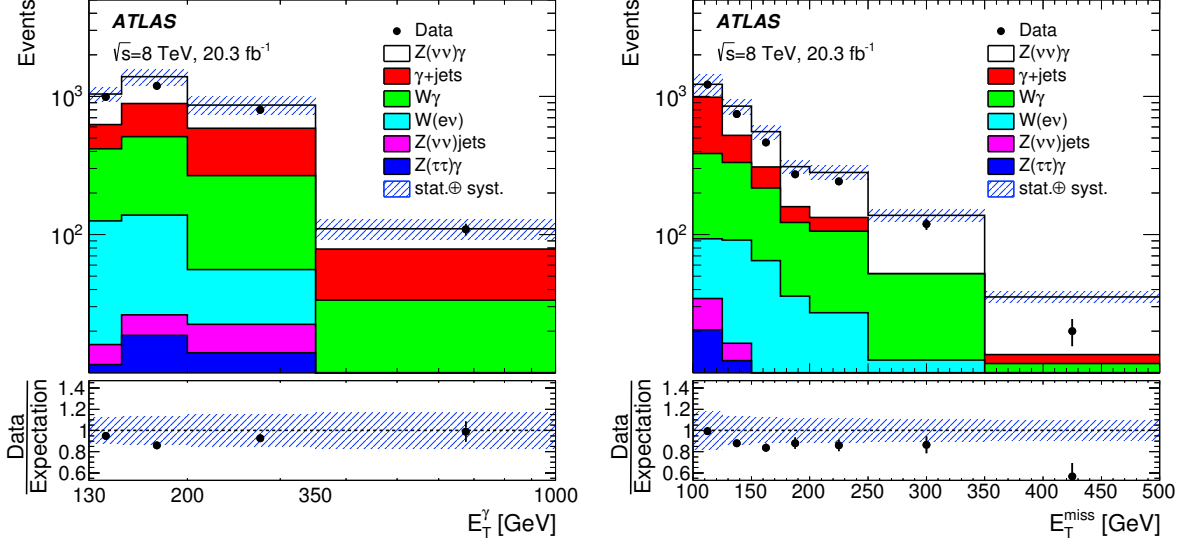 Events
ATLAS
√s=8 TeV, 20.3 fb⁻¹
Data
Z(νν)γ
γ+jets
Wγ
W(eν)
Z(νν)jets
Z(ττ)γ
stat.⊕ syst.
10³
10²
Data
Expectation
1.4
1.2
1
0.8
0.6
130 200 350 1000
E_T^γ [GeV]
Events
ATLAS
√s=8 TeV, 20.3 fb⁻¹
Data
Z(νν)γ
γ+jets
Wγ
W(eν)
Z(νν)jets
Z(ττ)γ
stat.⊕ syst.
10³
10²
Data
Expectation
1.4
1.2
1
0.8
0.6
100 150 200 250 300 350 400 450 500
E_T^miss [GeV]